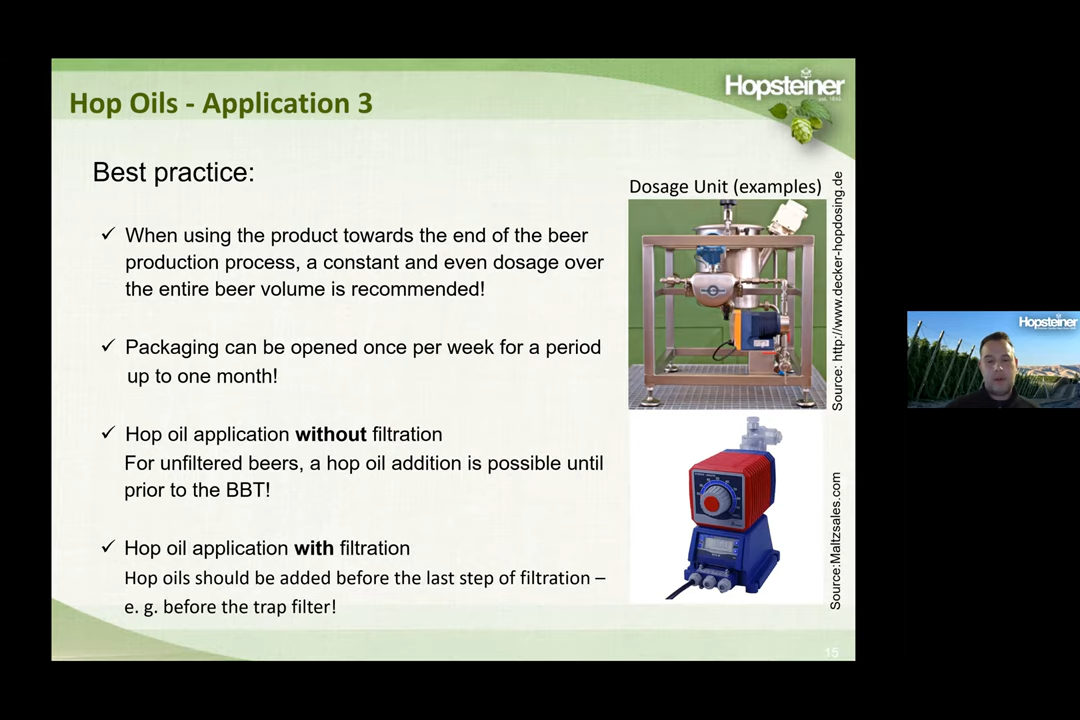 Hop Oils - Application 3
Hopsteiner
Best practice:
Dosage Unit (examples)
When using the product towards the end of the beer
production process, a constant and even dosage over
the entire beer volume is recommended!
Packaging can be opened once per week for a period
up to one month!
Hop oil application without filtration
For unfiltered beers, a hop oil addition is possible until
prior to the BBT!
Hop oil application with filtration
Hop oils should be added before the last step of filtration –
e. g. before the trap filter!
Source: http://www.decker-hopdosing.de
Source:Maltzsales.com
15
Hopsteiner